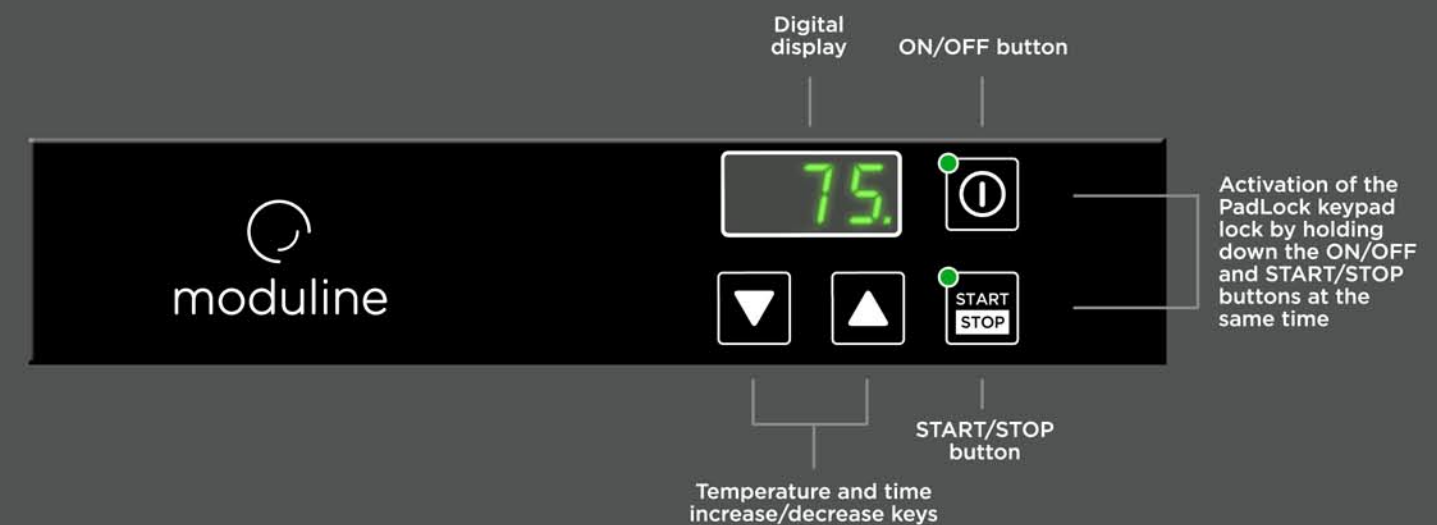 Digital
display
ON/OFF button
75.
moduline
START
STOP
Activation of the
PadLock keypad
lock by holding
down the ON/OFF
and START/STOP
buttons at the
same time
START/STOP
button
Temperature and time
increase/decrease keys